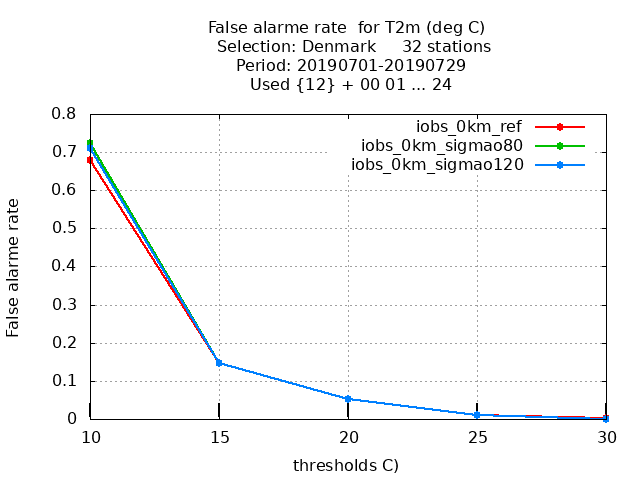 False alarme rate  for T2m (deg C)
Selection: Denmark     32 stations
Period: 20190701-20190729
Used {12} + 00 01 ... 24
iobs_0km_ref
iobs_0km_sigmao80
iobs_0km_sigmao120
False alarme rate
0.8
0.7
0.6
0.5
0.4
0.3
0.2
0.1
0
10 15 20 25 30
thresholds C)